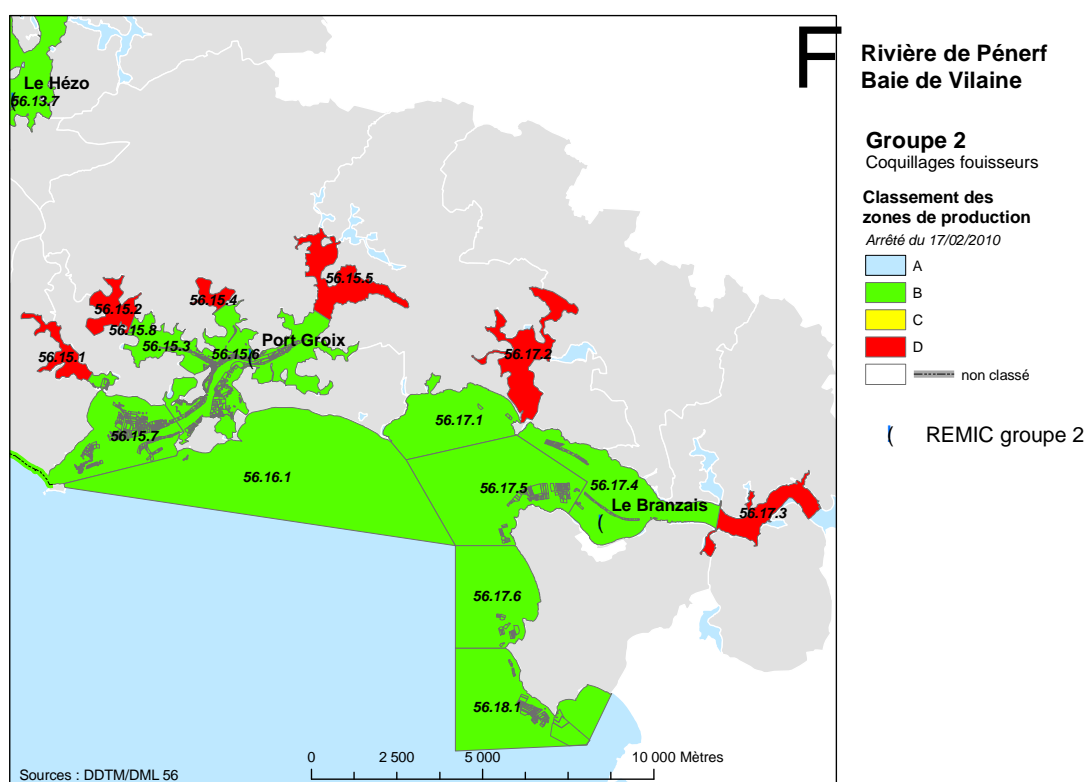 F
Rivière de Pénerf
Baie de Vilaine
Groupe 2
Coquillages fouisseurs
Classement des
zones de production
Arrêté du 17/02/2010
A
B
C
D
non classé
REMIC groupe 2
Le Hézo
56.13.7
56.15.5
56.15.2
56.15.4
56.15.8
56.15.3
Port Groix
56.15.6
56.15.1
56.17.2
56.15.7
56.17.1
56.16.1
56.17.5
56.17.4
Le Branzais
56.17.3
56.17.6
56.18.1
0
2 500
5 000
10 000 Mètres
Sources : DDTM/DML 56